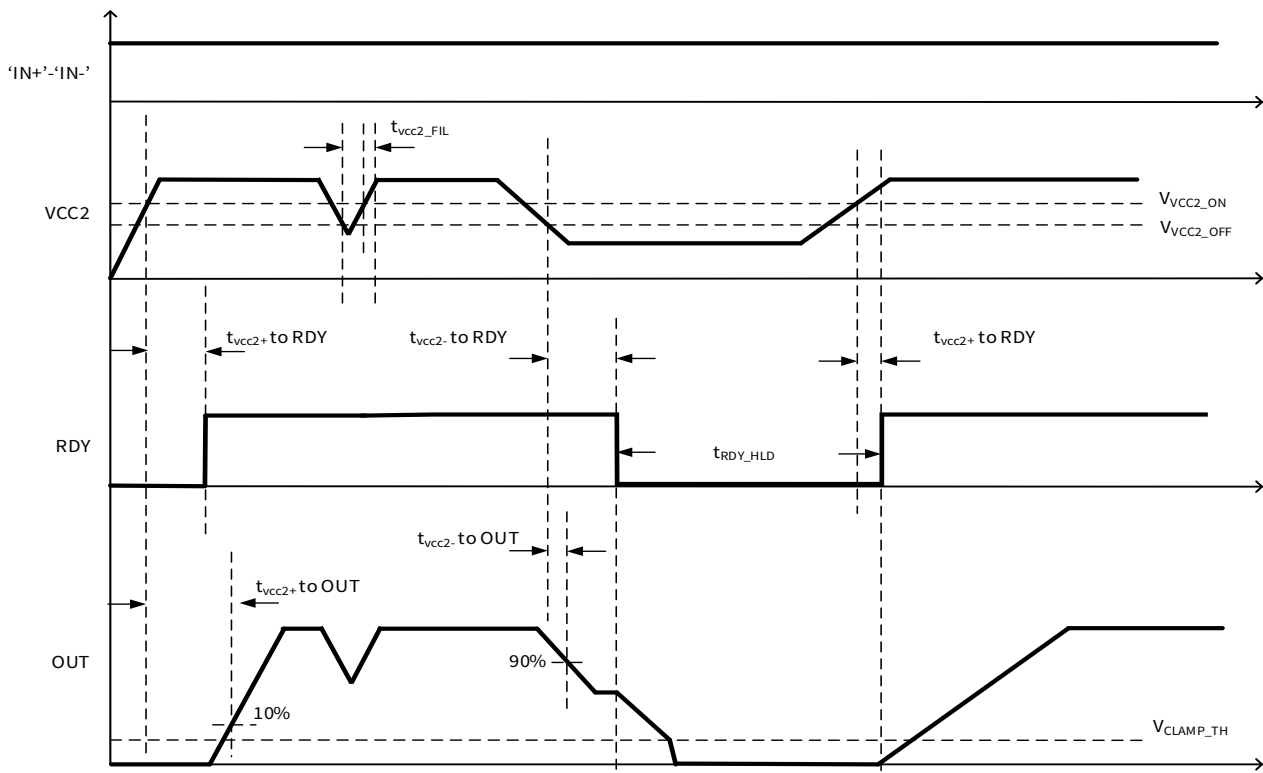 ‘IN+’-‘IN-’
tvcc2_FIL
VCC2
VVCC2_ON
VVCC2_OFF
tvcc2+ to RDY
tvcc2- to RDY
tvcc2+ to RDY
RDY
tRDY_HLD
tvcc2- to OUT
tvcc2+ to OUT
OUT
90%
10%
VCLAMP_TH